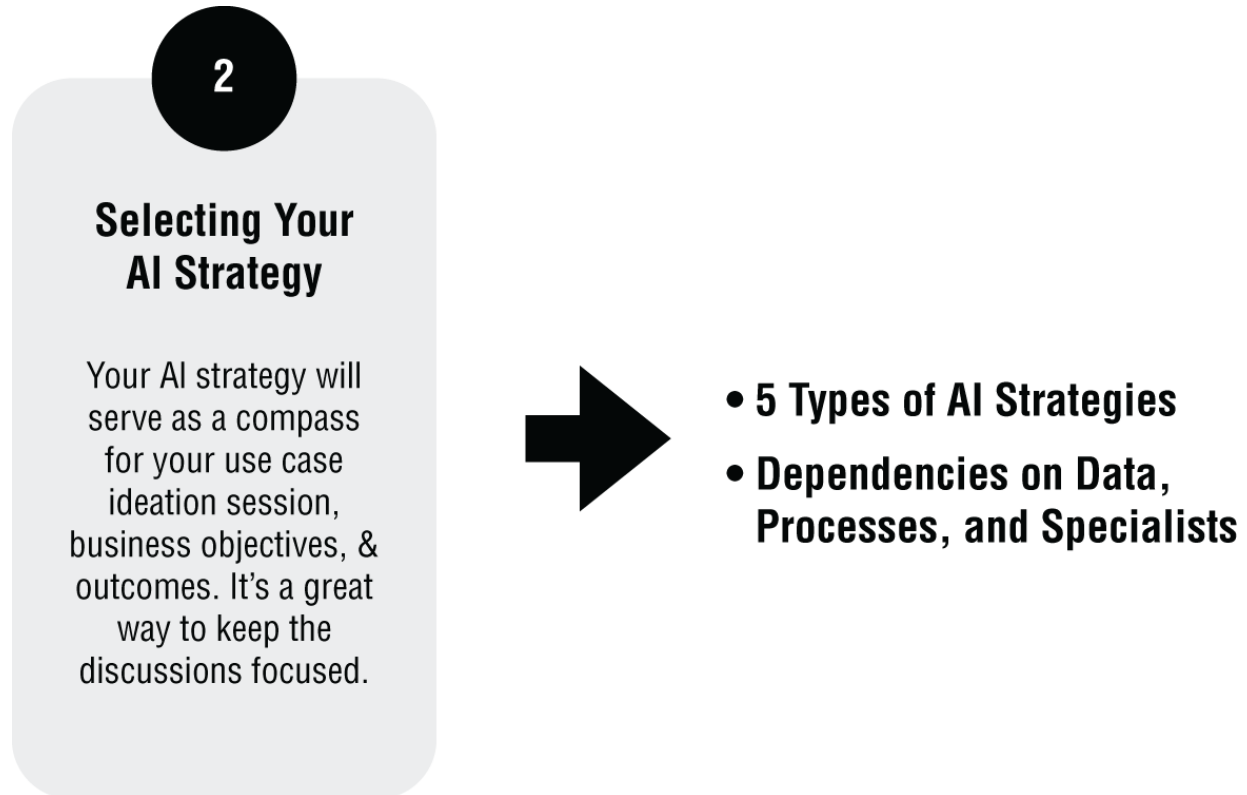 2
Selecting Your
AI Strategy
Your AI strategy will
serve as a compass
for your use case
ideation session,
business objectives, &
outcomes. It’s a great
way to keep the
discussions focused.
• 5 Types of AI Strategies
• Dependencies on Data,
Processes, and Specialists